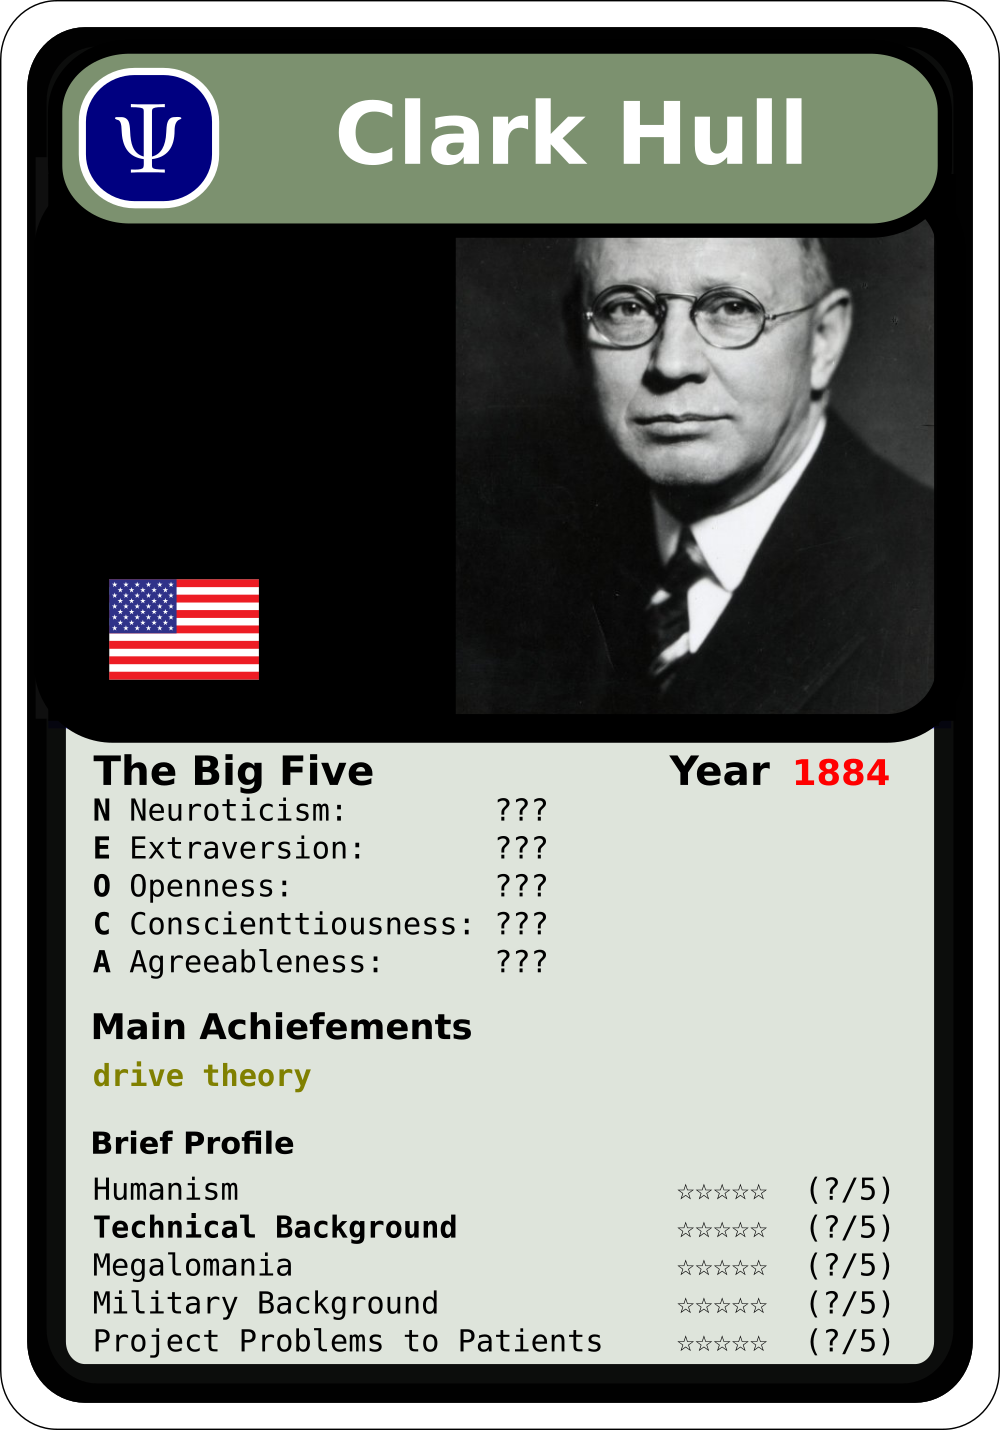 Ψ Clark Hull
The Big Five Year 1884
N Neuroticism: ???
E Extraversion: ???
O Openness: ???
C Conscienttiousness: ???
A Agreeableness: ???
Main Achiefements
drive theory
Brief Profile
Humanism ☆☆☆☆☆ (?/5)
Technical Background ☆☆☆☆☆ (?/5)
Megalomania ☆☆☆☆☆ (?/5)
Military Background ☆☆☆☆☆ (?/5)
Project Problems to Patients ☆☆☆☆☆ (?/5)